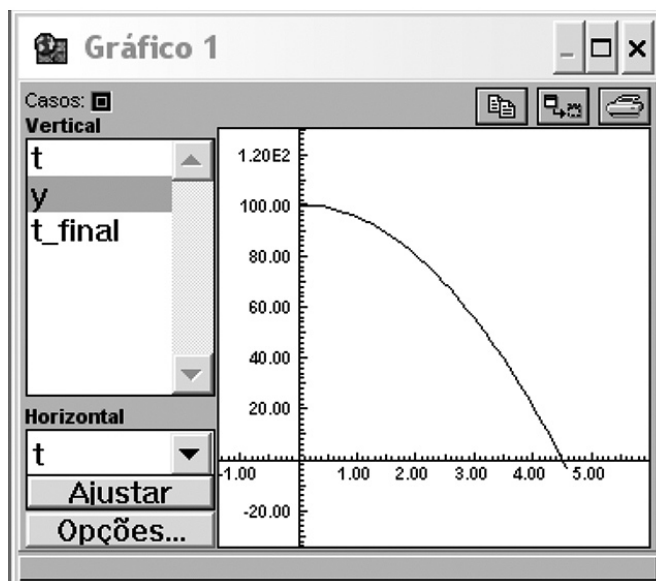 Gráfico 1
Casos:
Vertical
t
y
t_final
Horizontal
t
Ajustar
Opções...
1.20E2
100.00
80.00
60.00
40.00
20.00
-20.00
-1.00 1.00 2.00 3.00 4.00 5.00